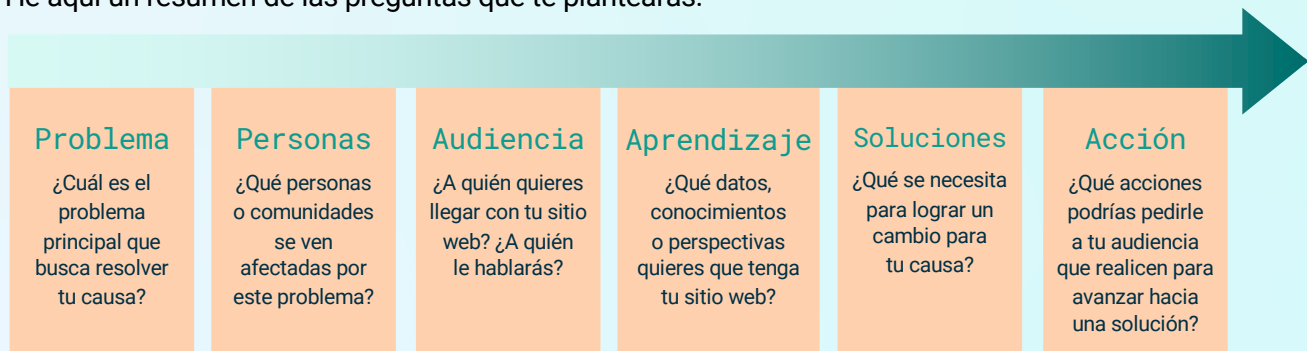 He aquí un resumen de las preguntas que te plantearás:
Problema
¿Cuál es el
problema
principal que
busca resolver
tu causa?
Personas
¿Qué personas
o comunidades
se ven
afectadas por
este problema?
Audiencia
¿A quién quieres
llegar con tu sitio
web? ¿A quién
le hablarás?
Aprendizaje
¿Qué datos,
conocimientos
o perspectivas
quieres que tenga
tu sitio web?
Soluciones
¿Qué se necesita
para lograr un
cambio para
tu causa?
Acción
¿Qué acciones
podrías pedirle
a tu audiencia
que realicen para
avanzar hacia
una solución?